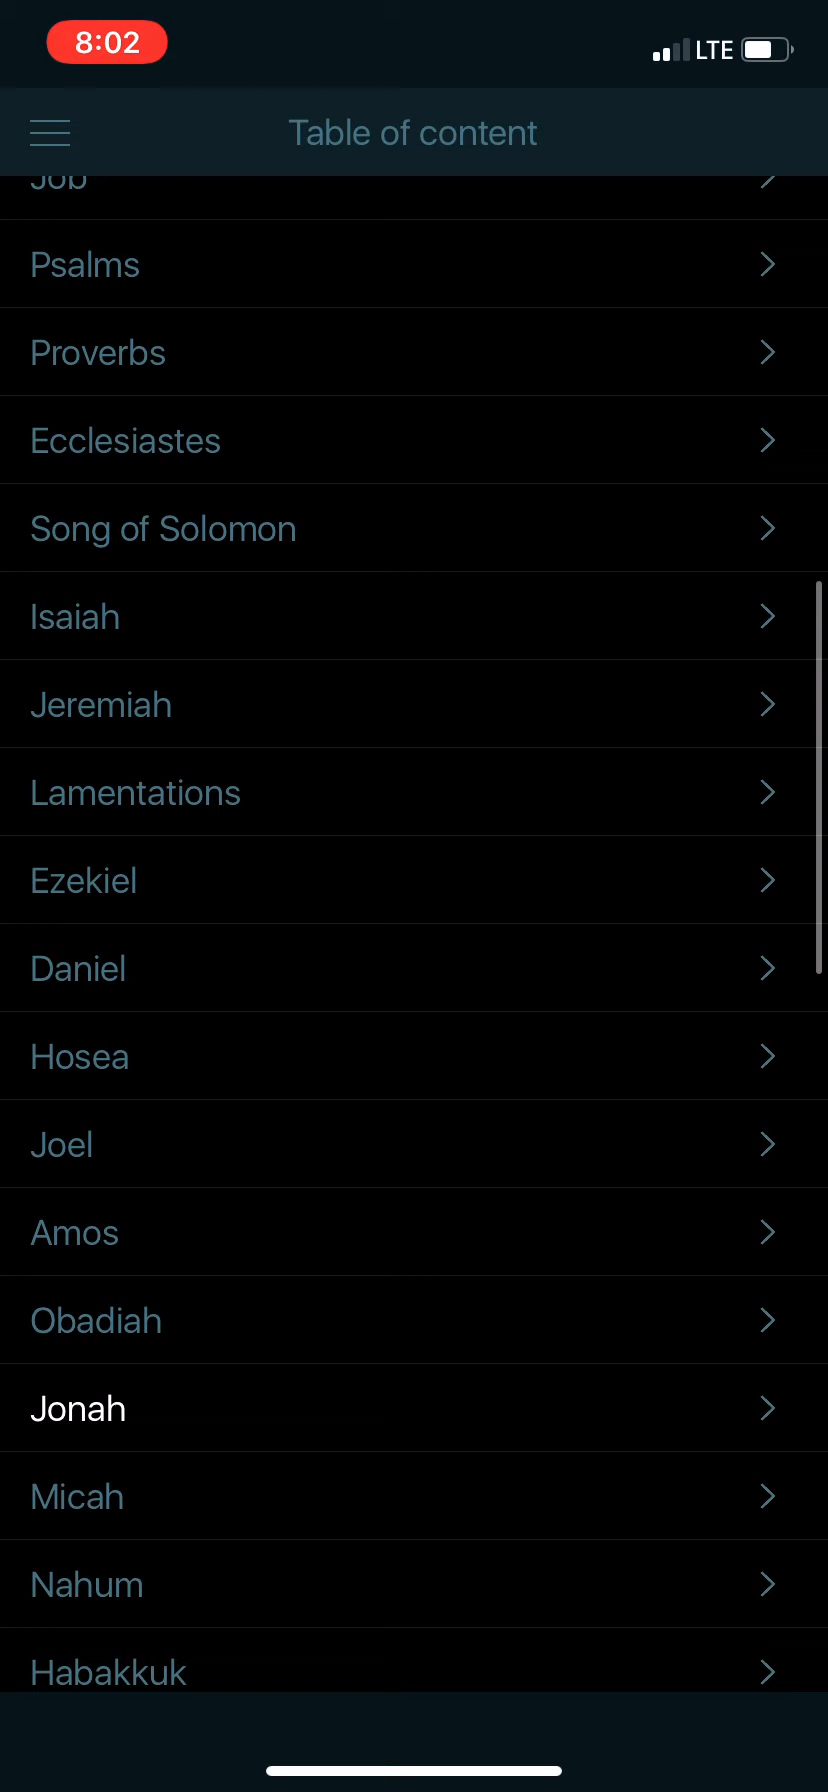 8:02
LTE
Table of content
Job
Psalms
Proverbs
Ecclesiastes
Song of Solomon
Isaiah
Jeremiah
Lamentations
Ezekiel
Daniel
Hosea
Joel
Amos
Obadiah
Jonah
Micah
Nahum
Habakkuk